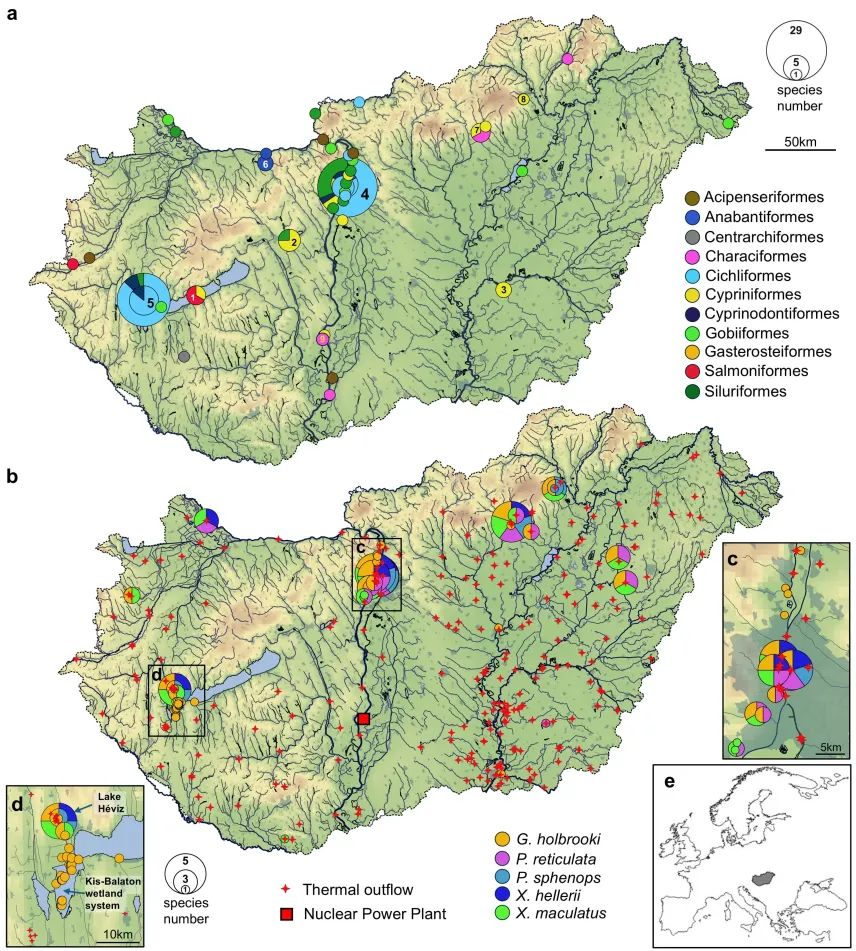 a
29
5
1
species
number
50km
8
7
6
4
2
5
1
3
Acipenseriformes
Anabantiformes
Centrarchiformes
Characiformes
Cichliformes
Cypriniformes
Cyprinodontiformes
Gobiiformes
Gasterosteiformes
Salmoniformes
Siluriformes
b
c
d
c
5km
d
Lake
Hévíz
Kis-Balaton
wetland
system
10km
5
3
1
species
number
Thermal outflow
Nuclear Power Plant
G. holbrooki
P. reticulata
P. sphenops
X. hellerii
X. maculatus
e